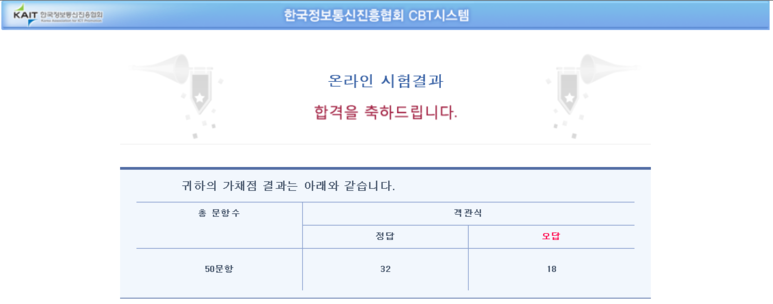 KAIT 한국정보통신진흥협회
한국정보통신진흥협회 CBT시스템
온라인 시험결과
합격을 축하드립니다.
귀하의 가채점 결과는 아래와 같습니다.
총 문항수
객관식
정답
오답
50문항
32
18